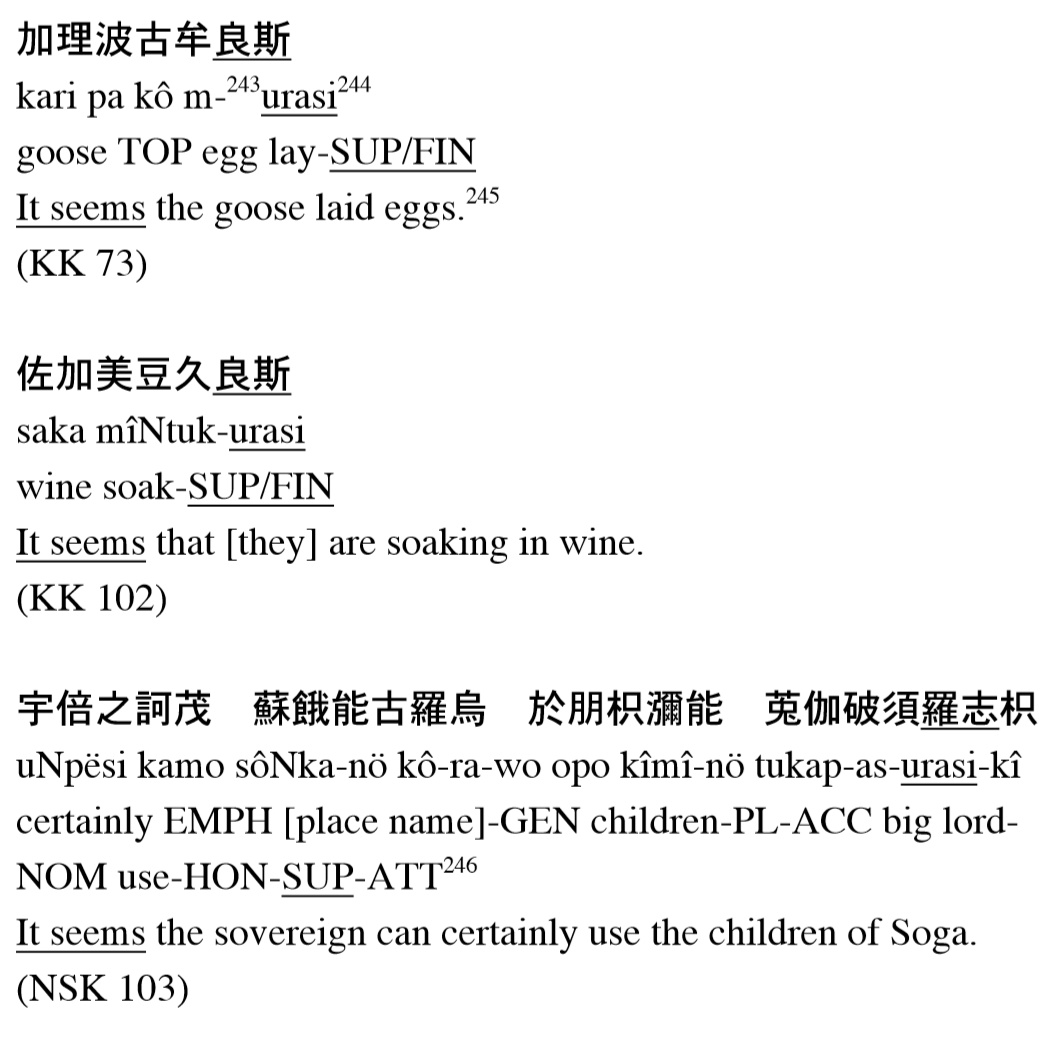 加理波古牟良斯
kari pa kô m-²⁴³urasi²⁴⁴
goose TOP egg lay-SUP/FIN
It seems the goose laid eggs.²⁴⁵
(KK 73)
佐加美豆久良斯
saka mîNtuk-urasi
wine soak-SUP/FIN
It seems that [they] are soaking in wine.
(KK 102)
宇倍之訶茂　蘇餓能古羅烏　於朋枳瀰能　莵伽破須羅志枳
uNpësi kamo sôNka-nö kô-ra-wo opo kîmî-nö tukap-as-urasi-kî
certainly EMPH [place name]-GEN children-PL-ACC big lord-
NOM use-HON-SUP-ATT²⁴⁶
It seems the sovereign can certainly use the children of Soga.
(NSK 103)